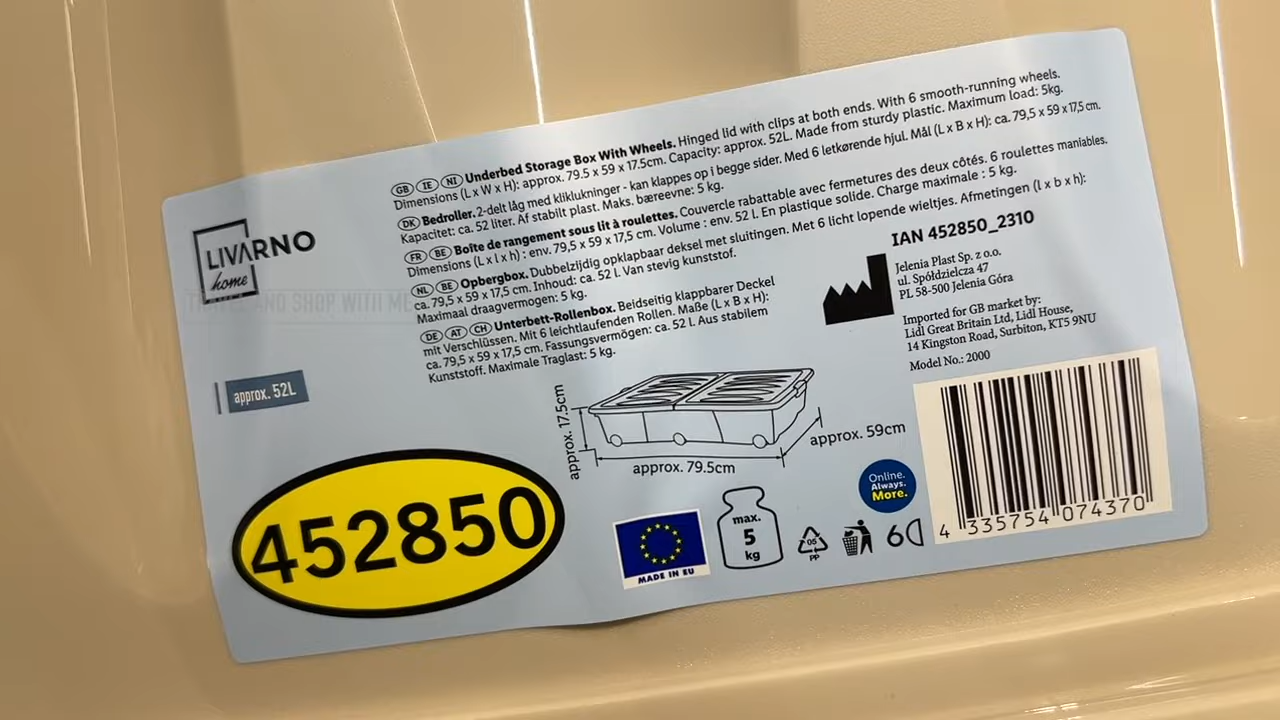 GB IE NI Underbed Storage Box With Wheels. Hinged lid with clips at both ends. With 6 smooth-running wheels.
Dimensions (L x W x H): approx. 79.5 x 59 x 17.5cm. Capacity: approx. 52L. Made from sturdy plastic. Maximum load: 5kg.
DK Bedroller. 2-delt låg med kliklukninger - kan klappes op i begge sider. Med 6 letkørende hjul. Mål (L x B x H): ca. 79,5 x 59 x 17,5 cm.
Kapacitet: ca. 52 liter. Af stabilt plast. Maks. bæreevne: 5 kg.
FR BE Boîte de rangement sous lit à roulettes. Couvercle rabattable avec fermetures des deux côtés. 6 roulettes maniables.
Dimensions (L x l x h) : env. 79,5 x 59 x 17,5 cm. Volume : env. 52 l. En plastique solide. Charge maximale : 5 kg.
NL BE Opbergbox. Dubbelzijdig opklapbaar deksel met sluitingen. Met 6 licht lopende wieltjes. Afmetingen (l x b x h):
ca. 79,5 x 59 x 17,5 cm. Inhoud: ca. 52 l. Van stevig kunststof.
Maximaal draagvermogen: 5 kg.
DE AT CH Unterbett-Rollenbox. Beidseitig klappbarer Deckel
mit Verschlüssen. Mit 6 leichtlaufenden Rollen. Maße (L x B x H):
ca. 79,5 x 59 x 17,5 cm. Fassungsvermögen: ca. 52 l. Aus stabilem
Kunststoff. Maximale Traglast: 5 kg.
LIVARNO
home
TRAVEL AND SHOP WITH ME
approx. 52L
452850
IAN 452850_2310
Jelenia Plast Sp. z o.o.
ul. Spółdzielcza 47
PL 58-500 Jelenia Góra
Imported for GB market by:
Lidl Great Britain Ltd, Lidl House,
14 Kingston Road, Surbiton, KT5 9NU
Model No.: 2000
approx. 17.5cm
approx. 79.5cm
approx. 59cm
MADE IN EU
max.
5
kg
05
PP
6
Online.
Always.
More.
4 335754 074370